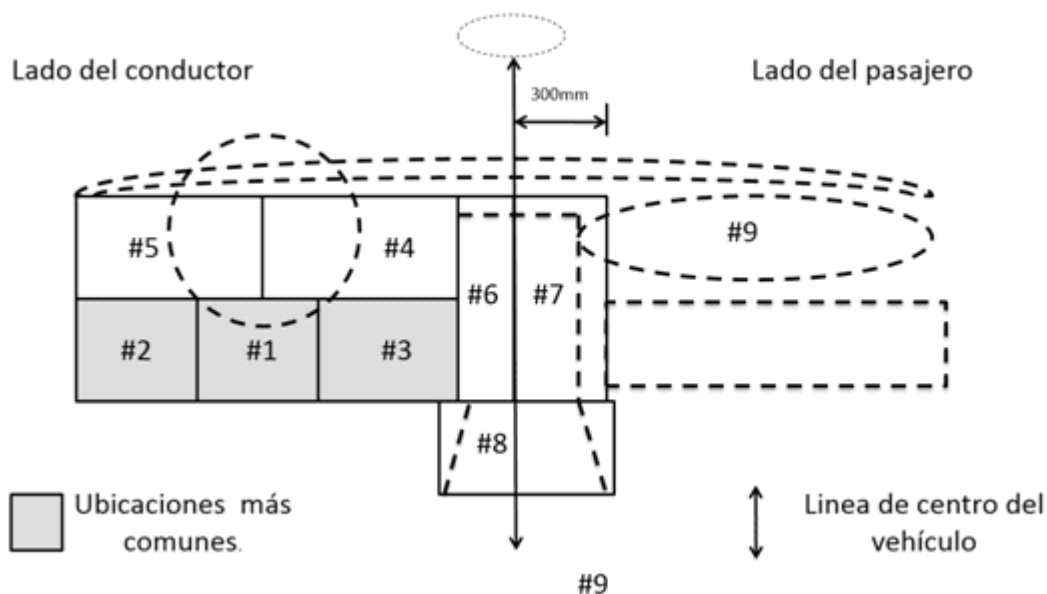 Lado del conductor
Lado del pasajero
300mm
#5
#4
#9
#6
#7
#2
#1
#3
#8
Ubicaciones más
comunes.
Linea de centro del
vehículo
#9